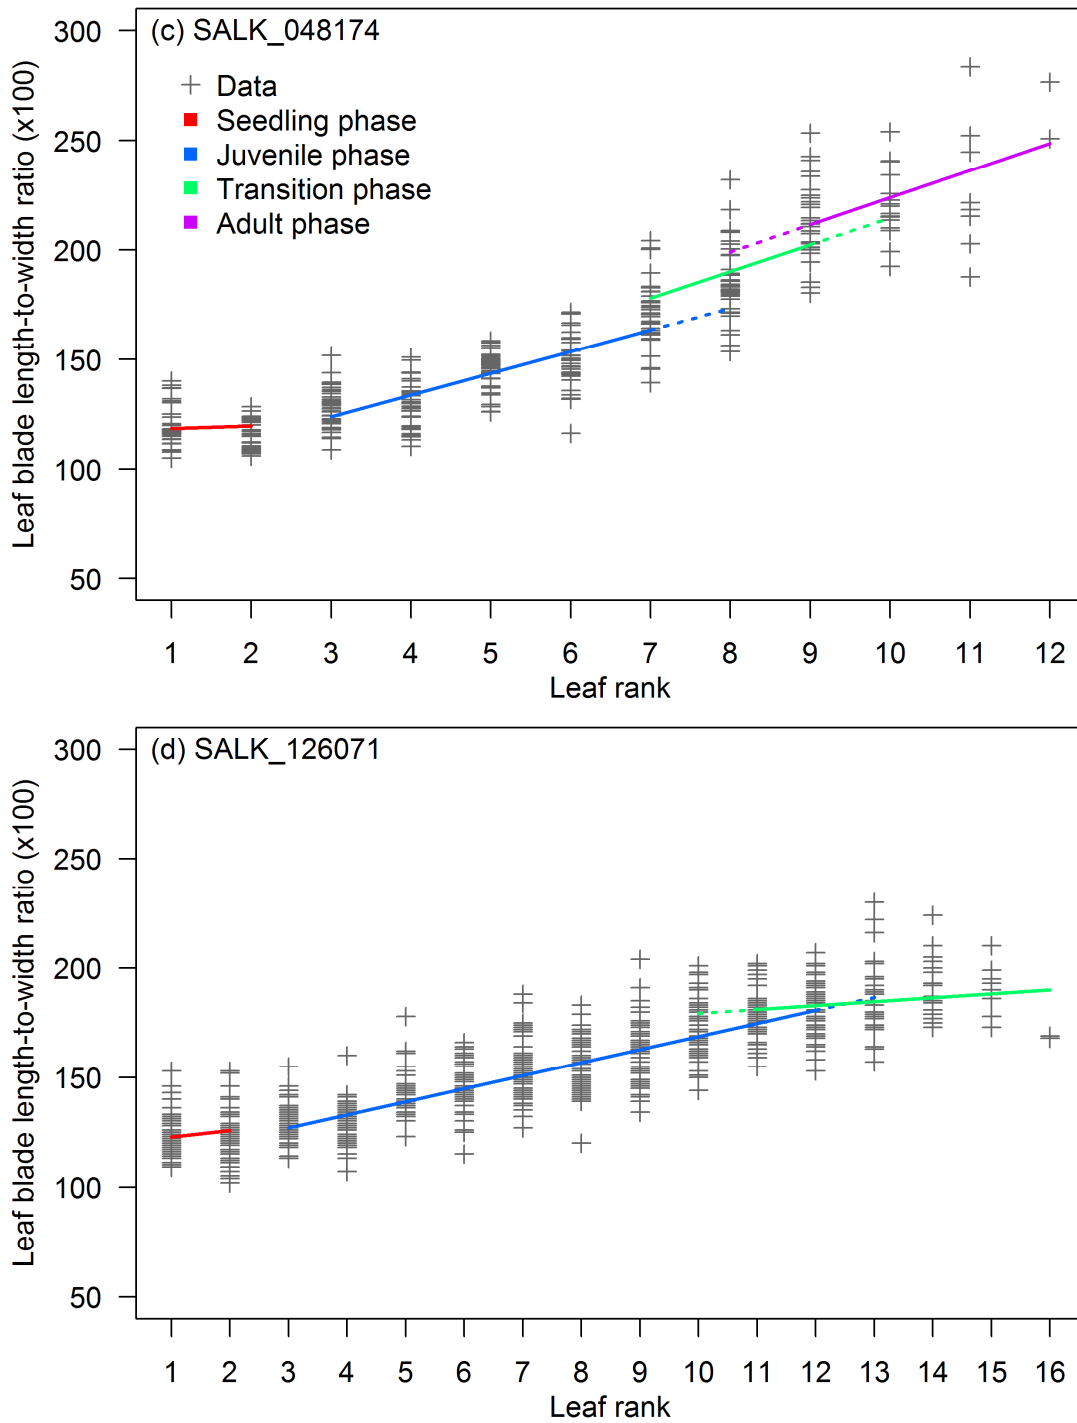 (c) SALK_048174
Data
Seedling phase
Juvenile phase
Transition phase
Adult phase
Leaf blade length-to-width ratio (x100)
300
250
200
150
100
50
1 2 3 4 5 6 7 8 9 10 11 12
Leaf rank
(d) SALK_126071
Leaf blade length-to-width ratio (x100)
300
250
200
150
100
50
1 2 3 4 5 6 7 8 9 10 11 12 13 14 15 16
Leaf rank